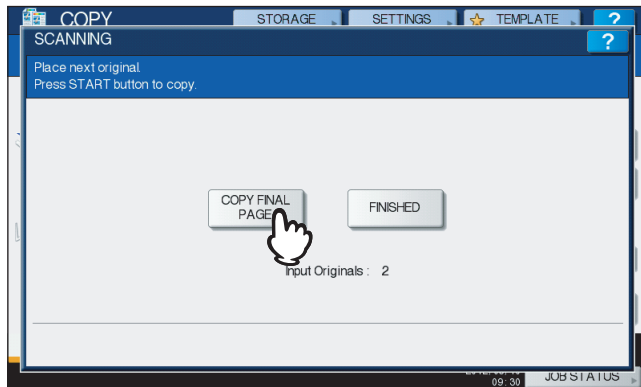 COPY
STORAGE
SETTINGS
TEMPLATE
?
SCANNING
?
Place next original.
Press START button to copy.
COPY FINAL
PAGE
FINISHED
Input Originals : 2
09:30
JOB STATUS